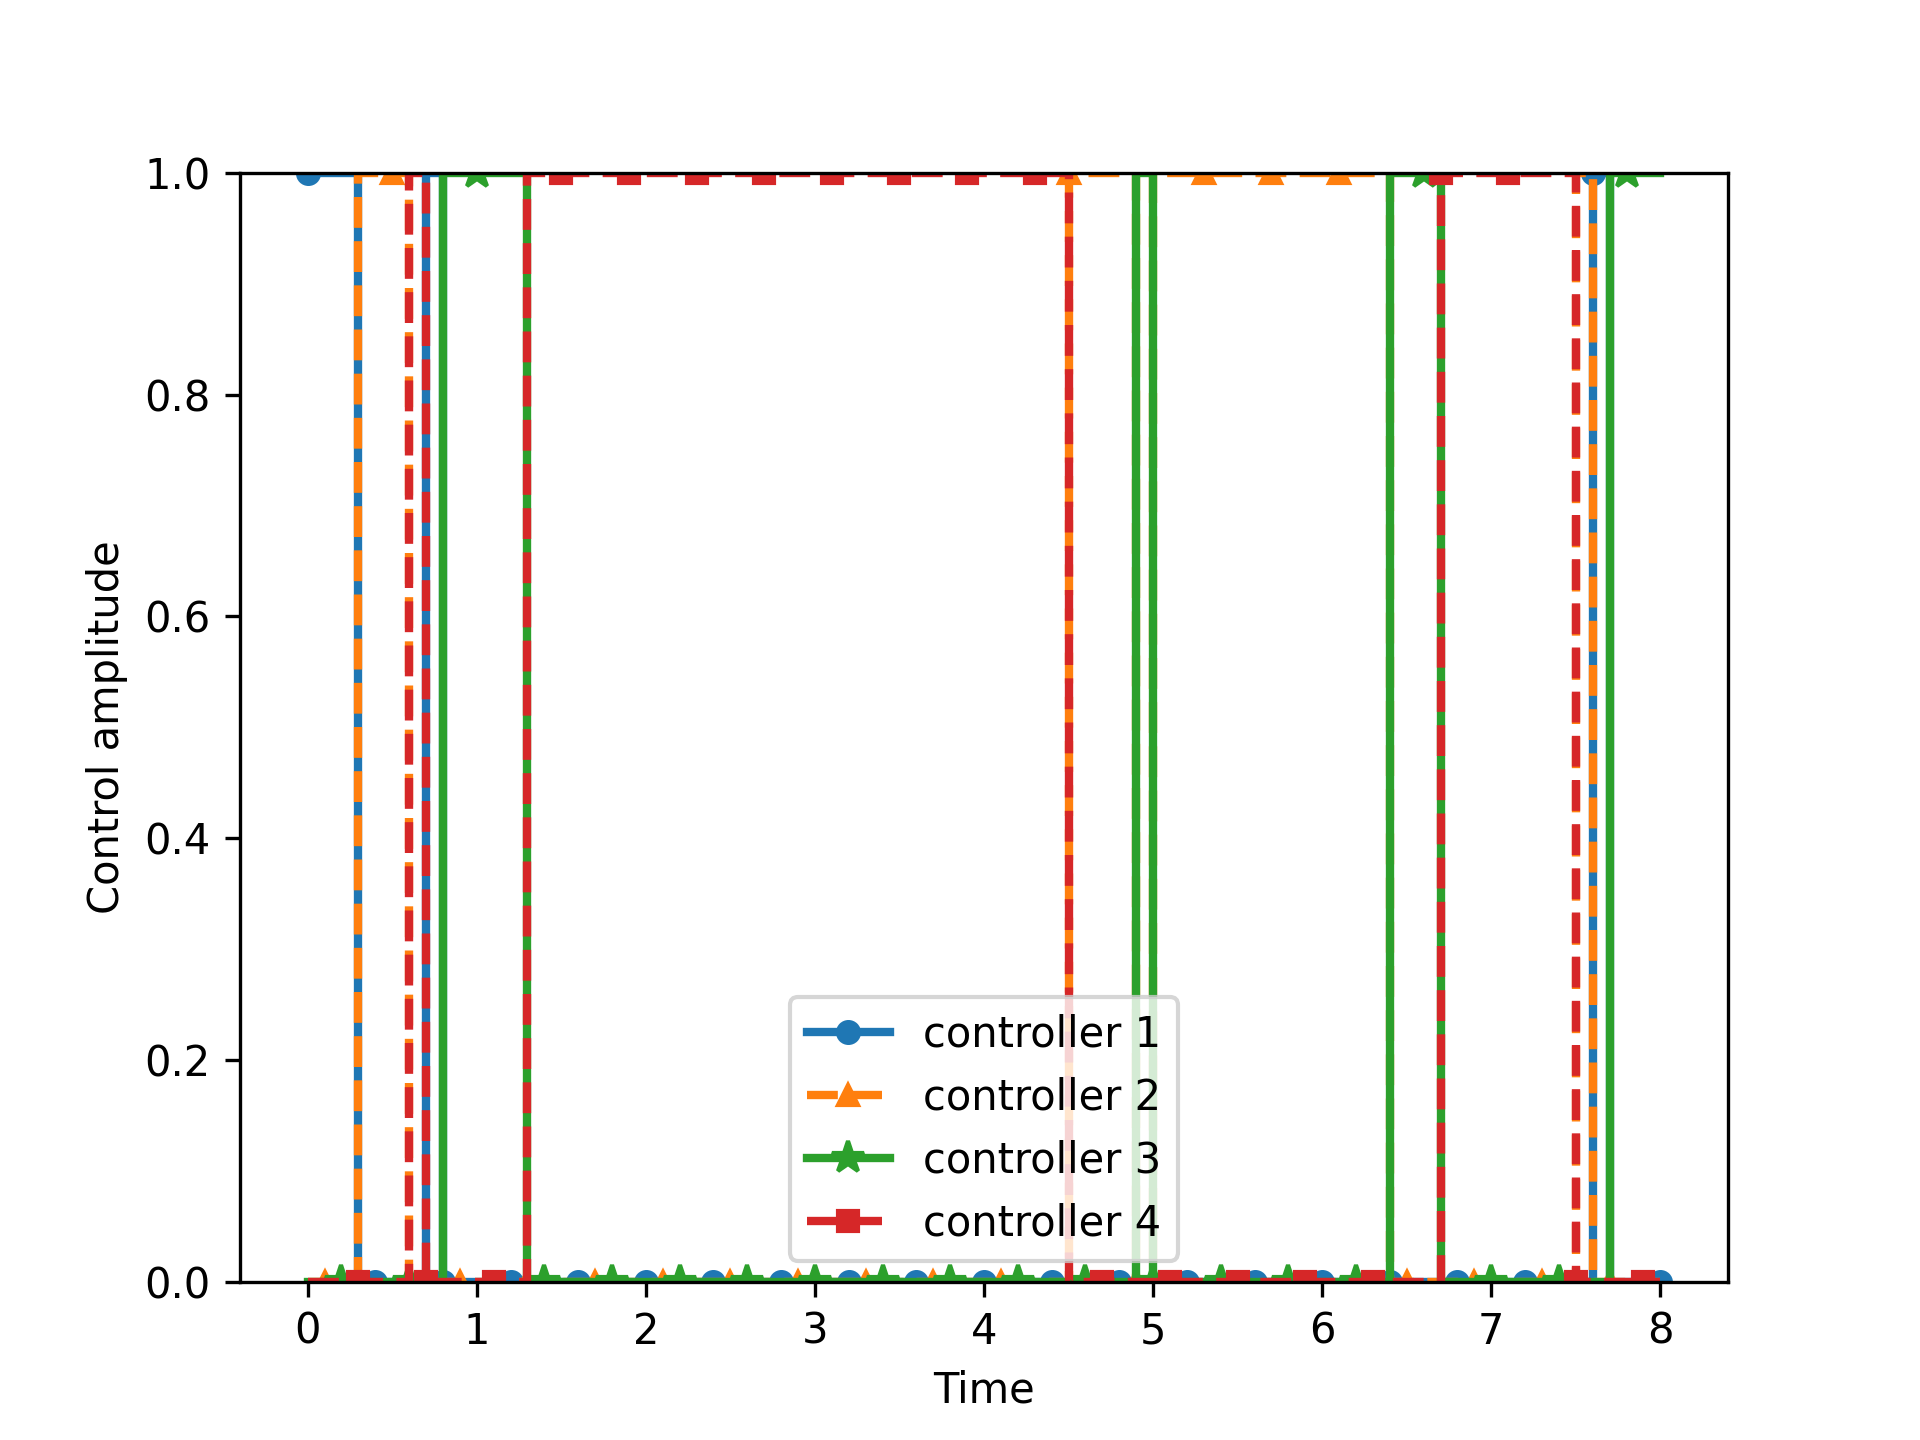 1.0
0.8
0.6
0.4
0.2
0.0
Control amplitude
controller 1
controller 2
controller 3
controller 4
0 1 2 3 4 5 6 7 8
Time